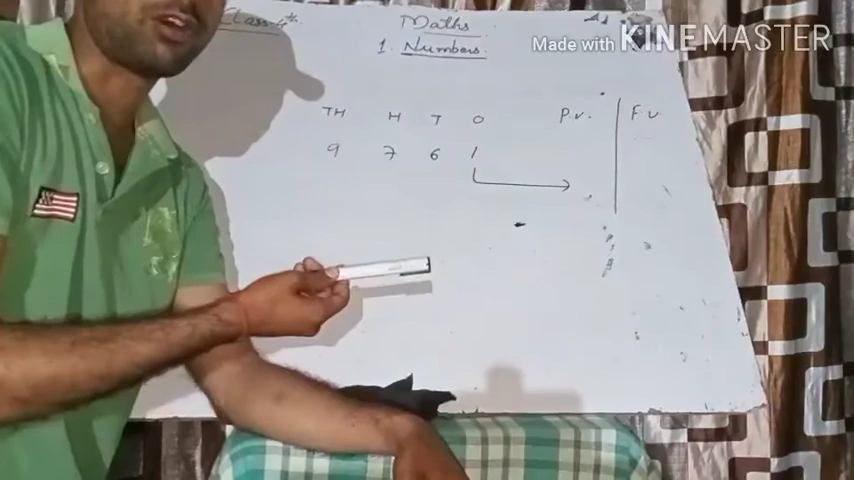 Class 4th.
Maths
1. Numbers.
Made with KINEMASTER
TH H T O P.v. F v
9 7 6 1